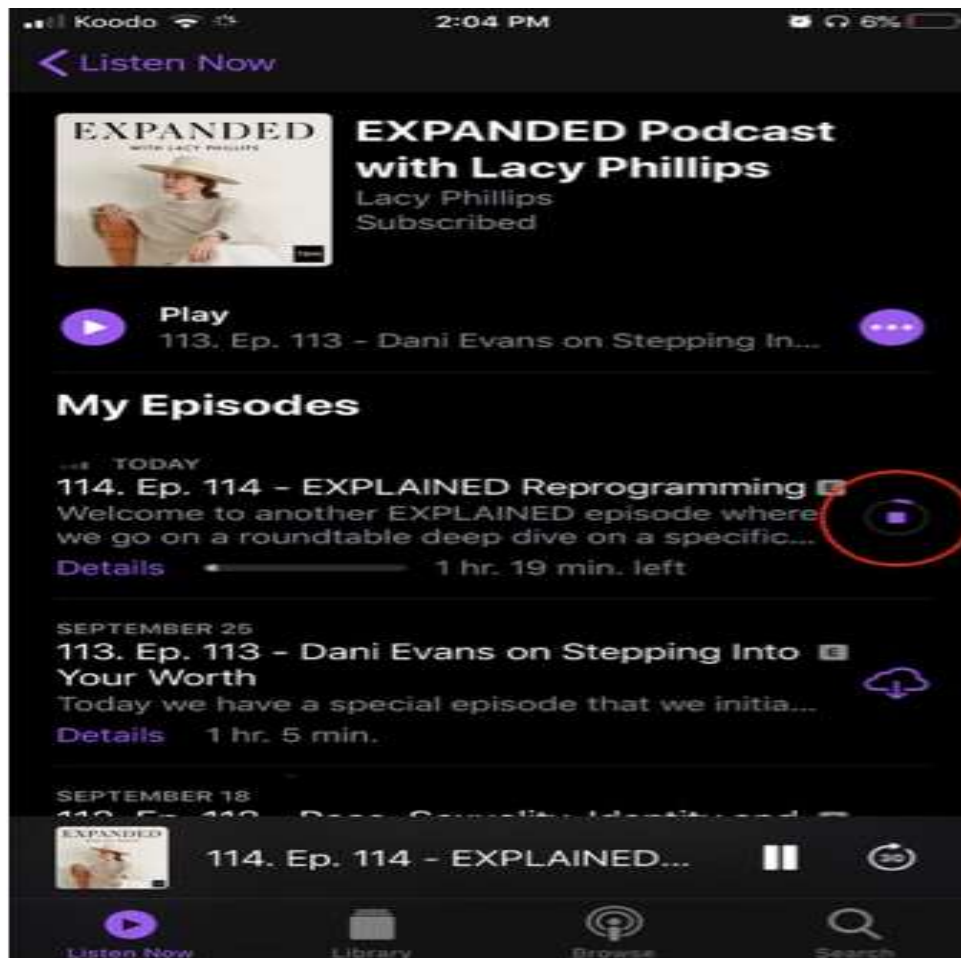 Koodo 2:04 PM 6%
Listen Now
EXPANDED
WITH LACY PHILLIPS
EXPANDED Podcast
with Lacy Phillips
Lacy Phillips
Subscribed
Play
113. Ep. 113 - Dani Evans on Stepping In...
My Episodes
TODAY
114. Ep. 114 - EXPLAINED Reprogramming E
Welcome to another EXPLAINED episode where
we go on a roundtable deep dive on a specific...
Details 1 hr. 19 min. left
SEPTEMBER 25
113. Ep. 113 - Dani Evans on Stepping Into E
Your Worth
Today we have a special episode that we initia...
Details 1 hr. 5 min.
SEPTEMBER 18
EXPANDED
114. Ep. 114 - EXPLAINED... 30
Listen Now Library Browse Search